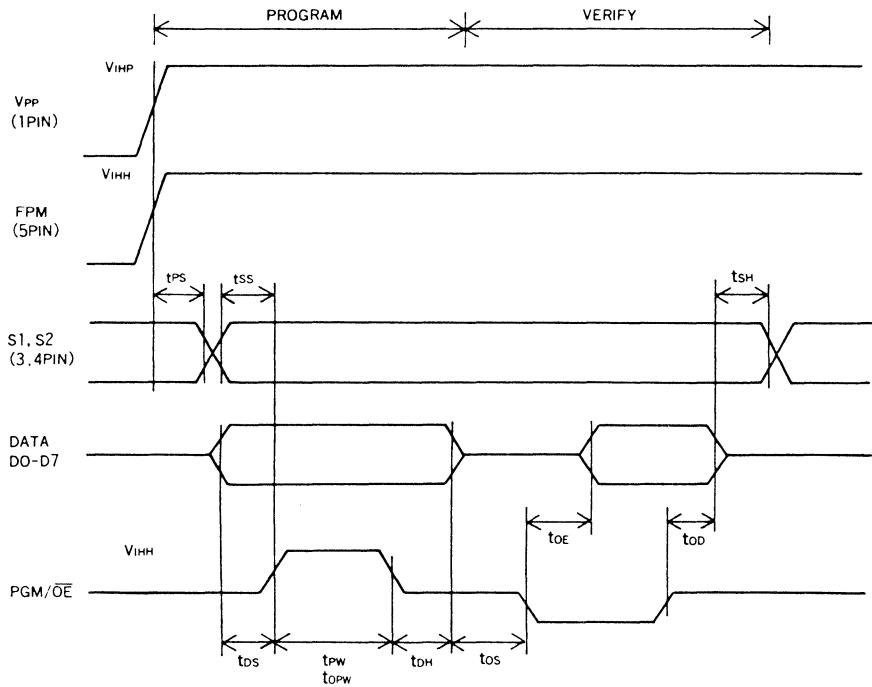 PROGRAM VERIFY
VIHP
VPP
(1PIN)
VIHH
FPM
(5PIN)
tPS tSS tSH
S1, S2
(3,4PIN)
DATA
DO-D7
tOE tOD
VIHH
PGM/OE
tDS tPW tDH tOS
tOPW